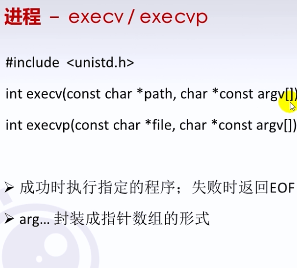 进程 – execv / execvp
#include <unistd.h>
int execv(const char *path, char *const argv[])
int execvp(const char *file, char *const argv[])
➢ 成功时执行指定的程序；失败时返回EOF
➢ arg… 封装成指针数组的形式